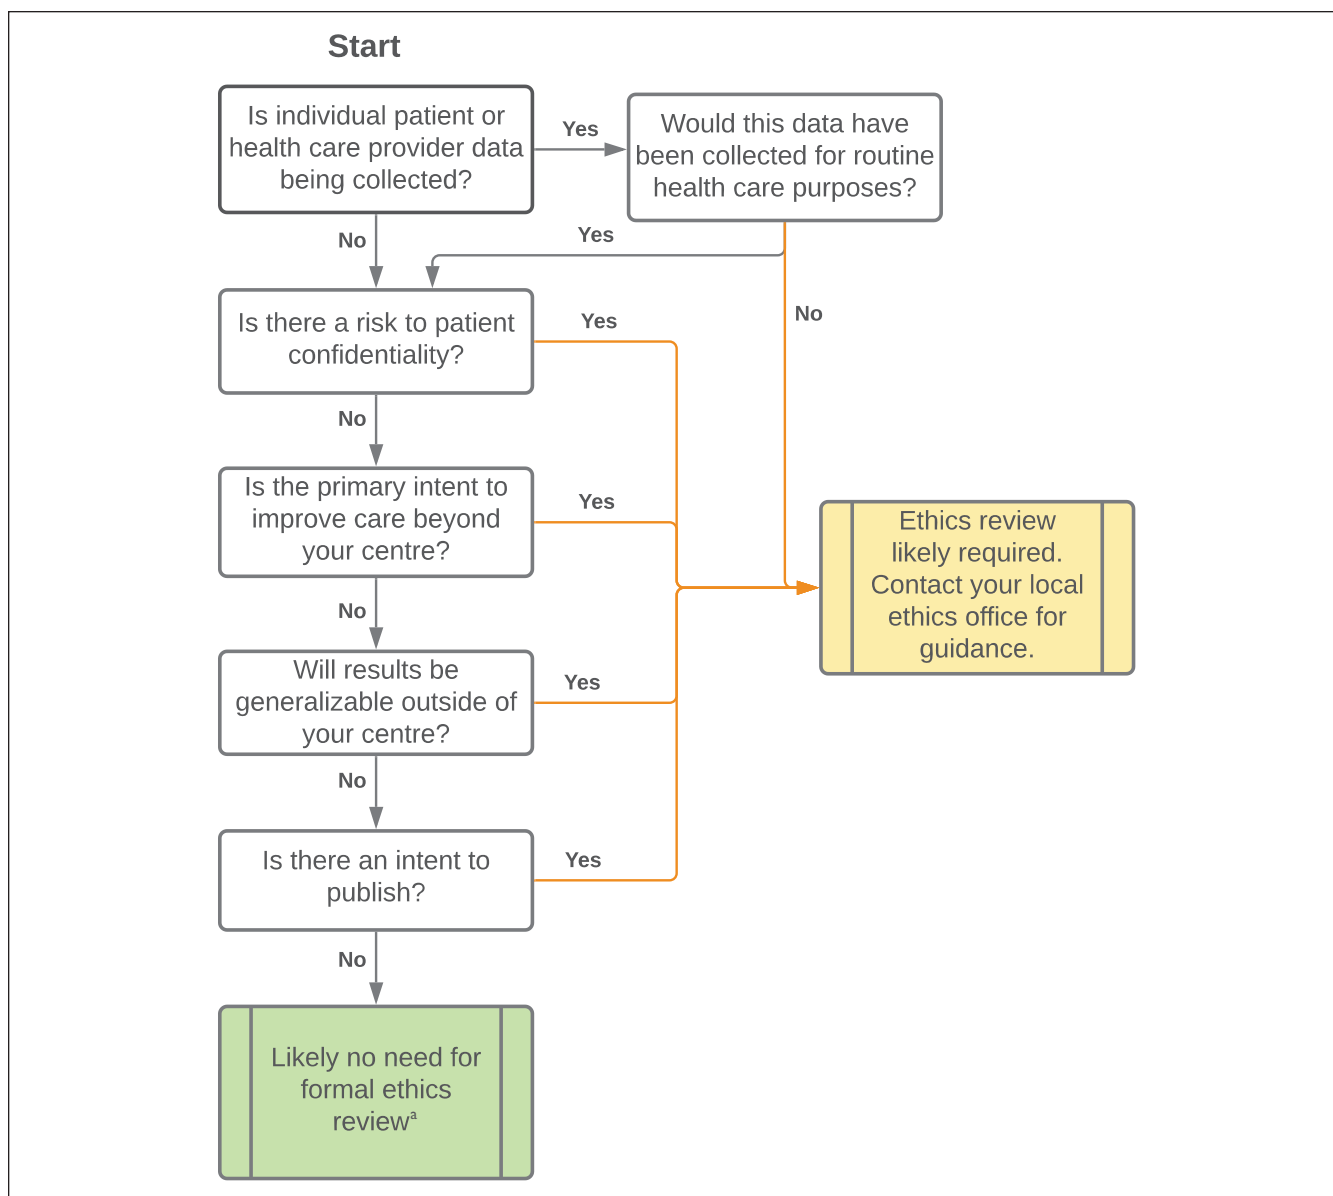 Start
Is individual patient or
health care provider data
being collected?
Yes
Would this data have
been collected for routine
health care purposes?
No
Yes
Is there a risk to patient
confidentiality?
Yes
No
No
Is the primary intent to
improve care beyond
your centre?
Yes
Ethics review
likely required.
Contact your local
ethics office for
guidance.
No
Will results be
generalizable outside of
your centre?
Yes
No
Is there an intent to
publish?
Yes
No
Likely no need for
formal ethics
reviewᵃ